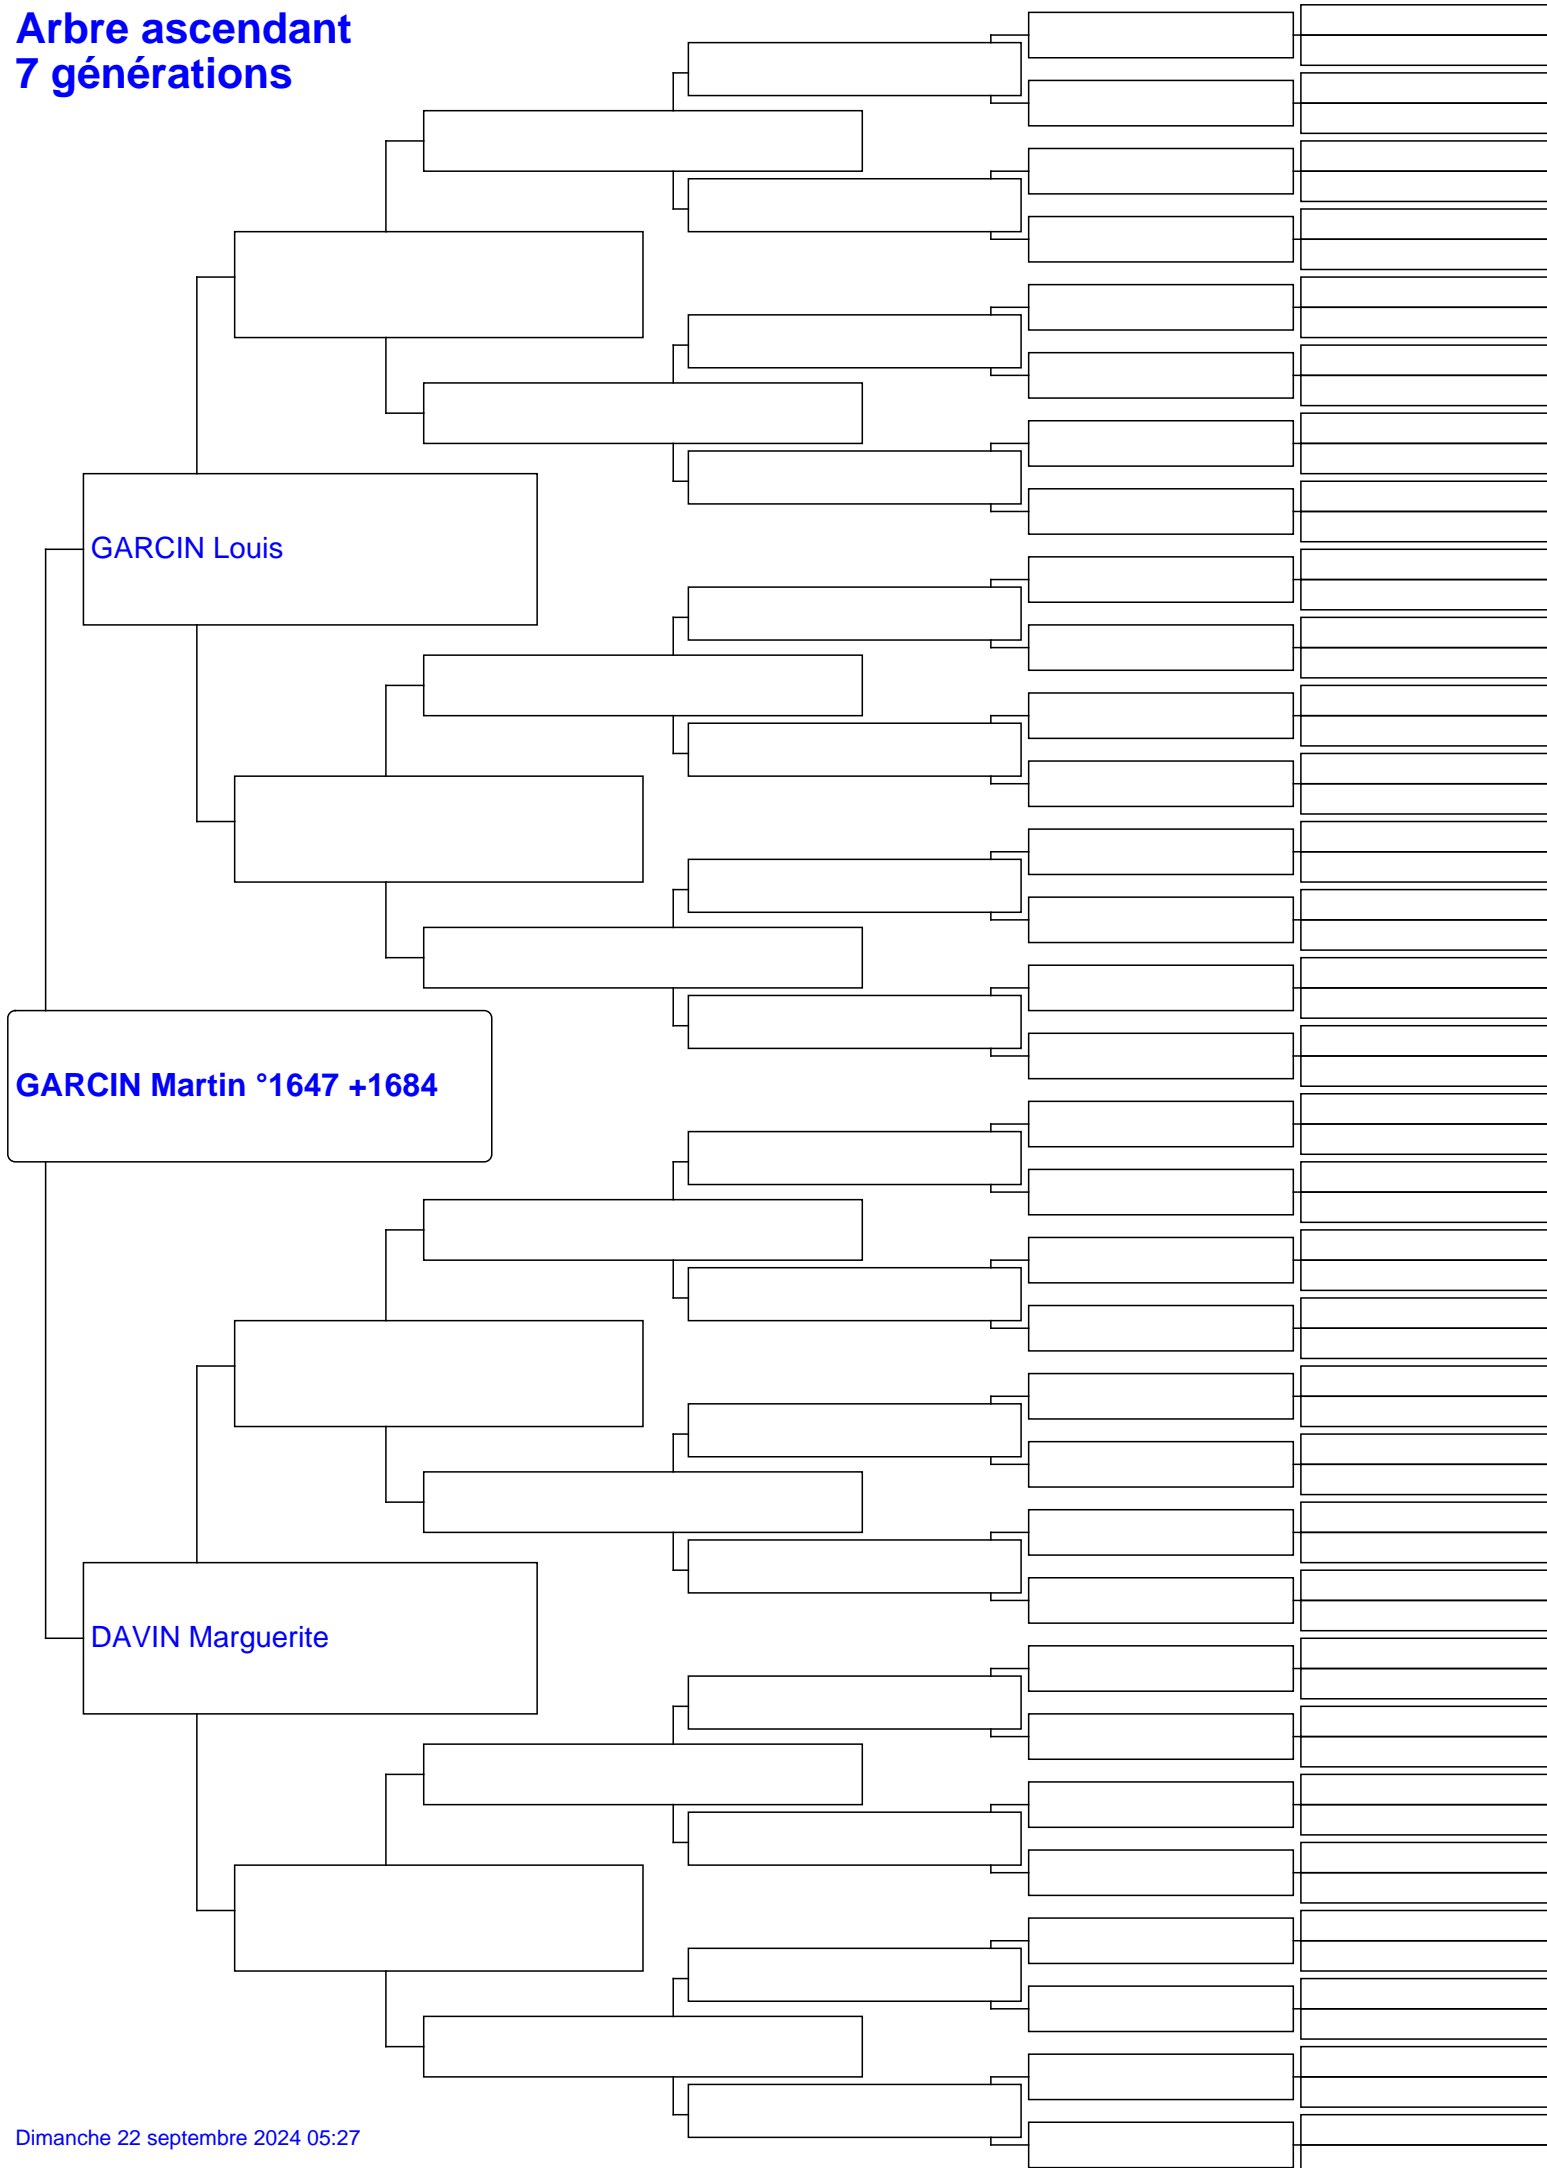 Arbre ascendant
7 générations
GARCIN Louis
GARCIN Martin °1647 +1684
DAVIN Marguerite
Dimanche 22 septembre 2024 05:27